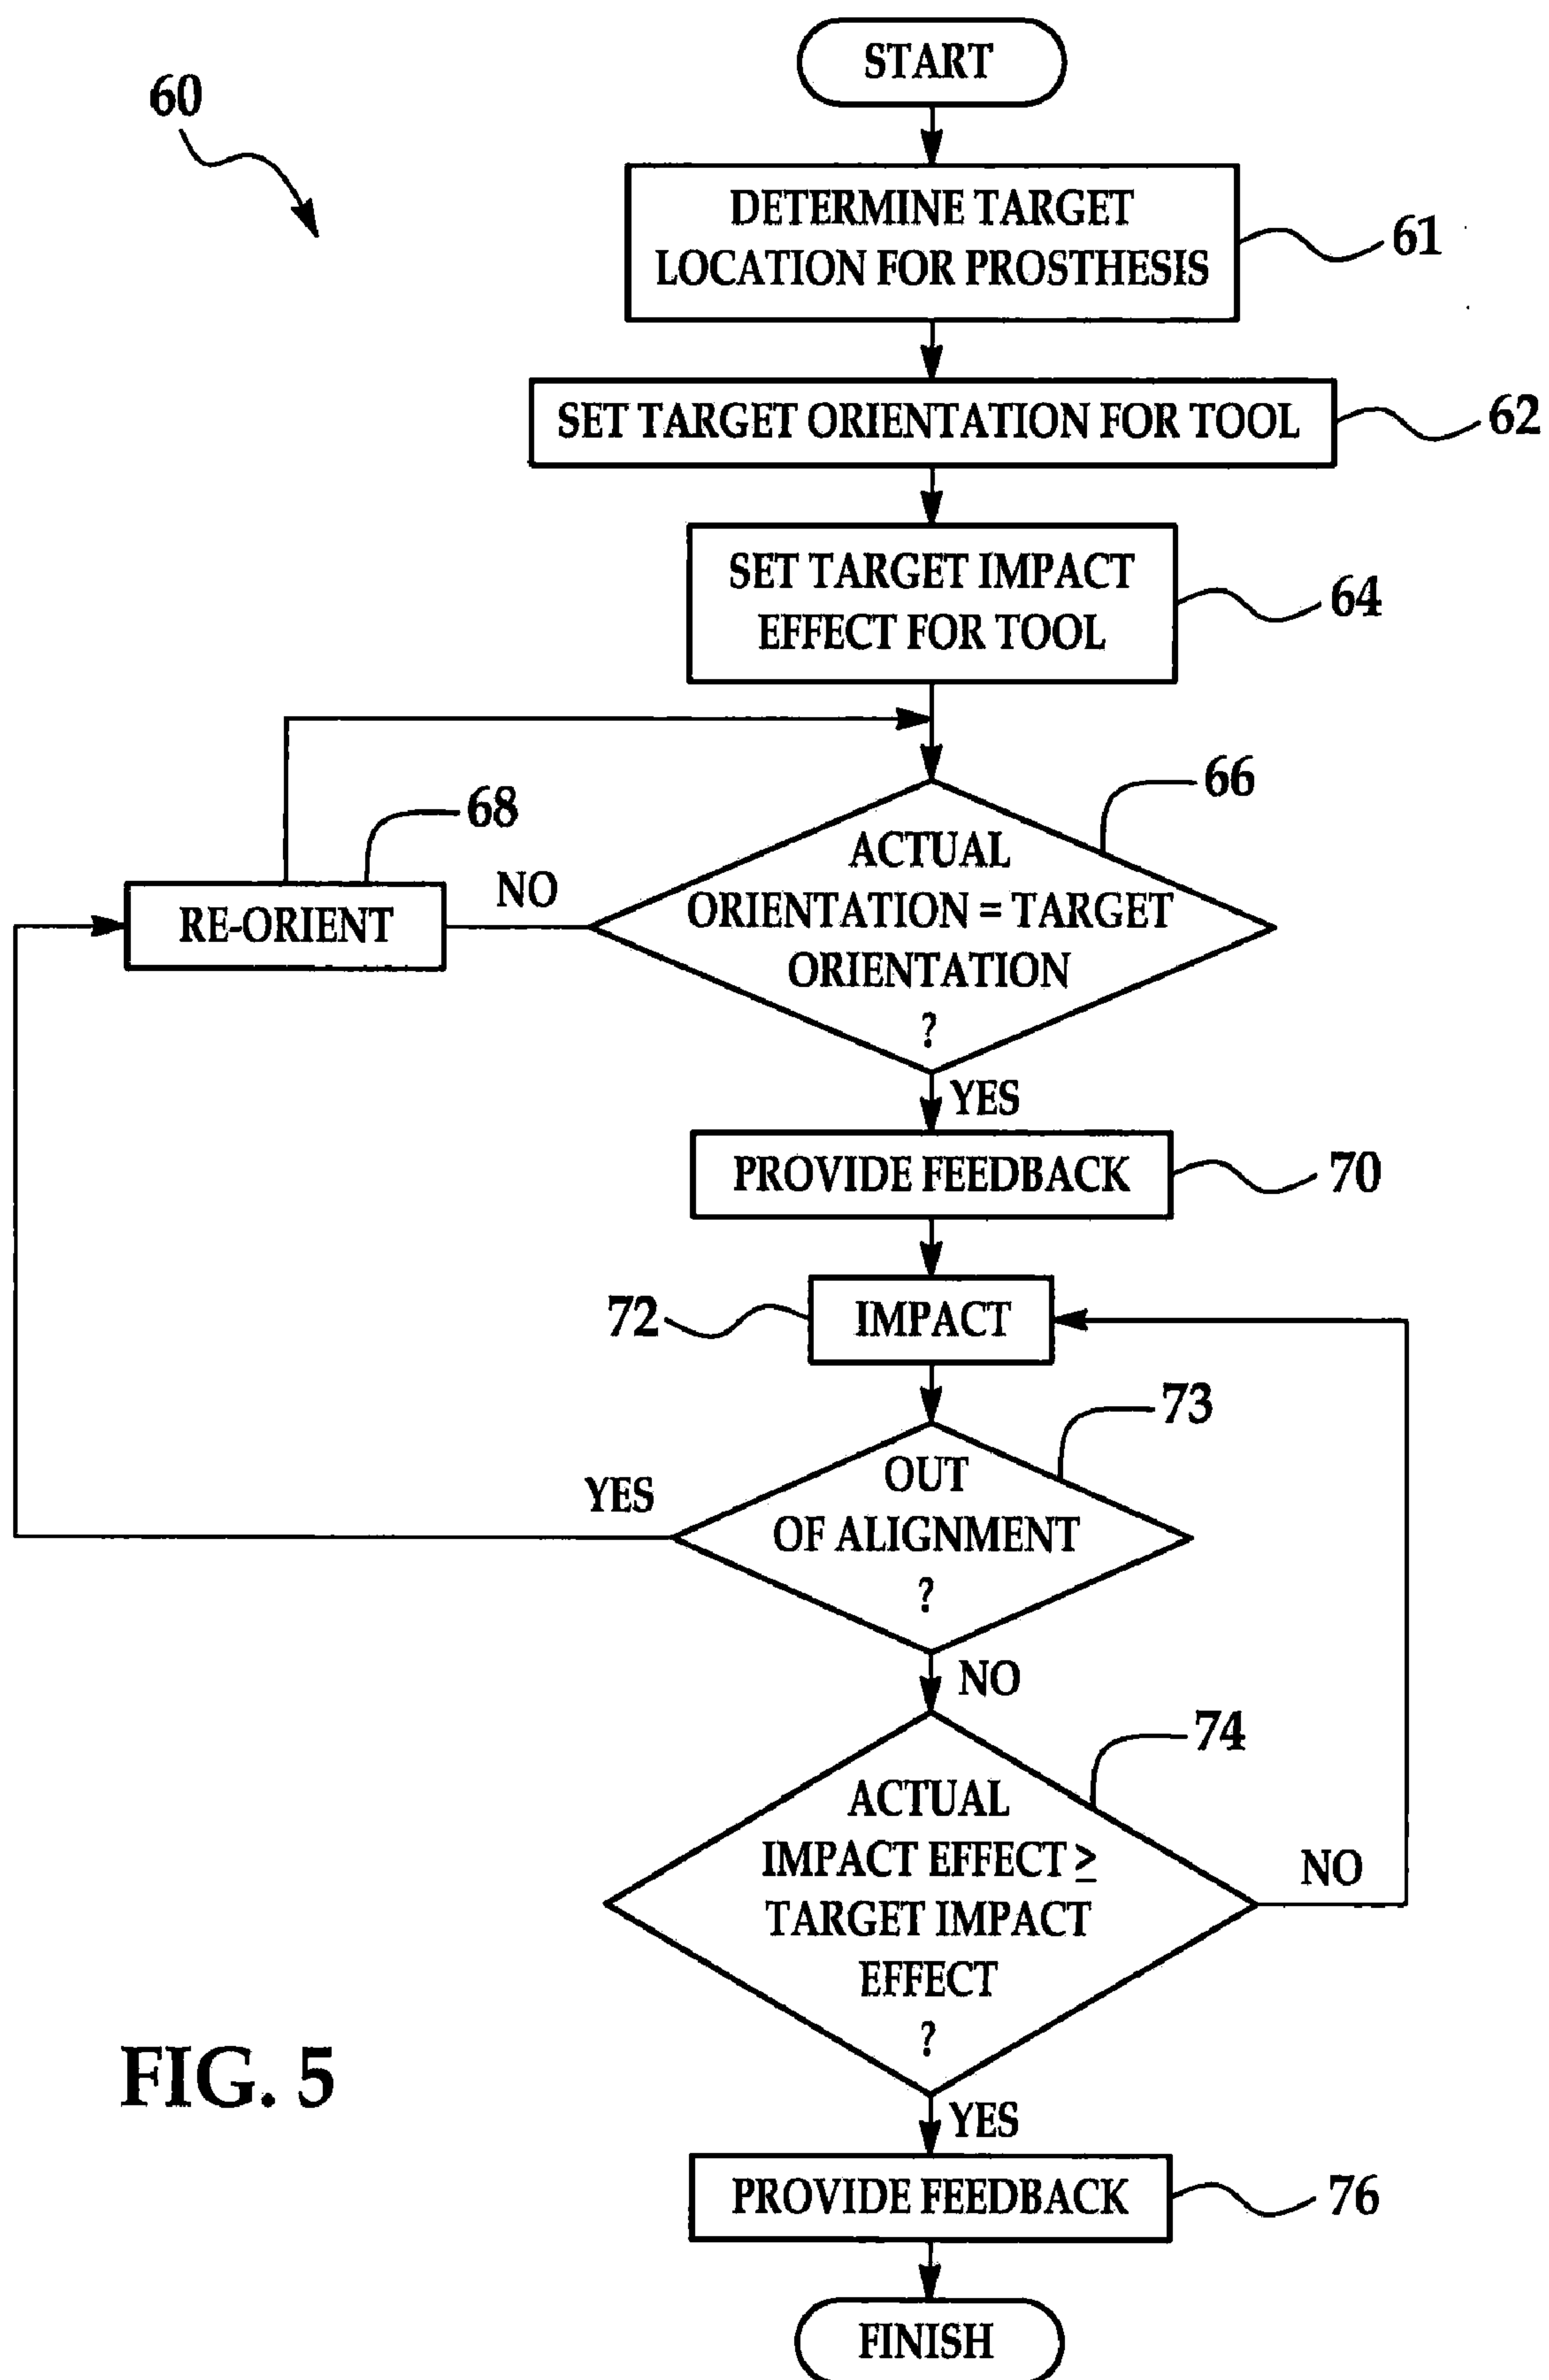 START
60
DETERMINE TARGET
LOCATION FOR PROSTHESIS
61
SET TARGET ORIENTATION FOR TOOL
62
SET TARGET IMPACT
EFFECT FOR TOOL
64
66
68
ACTUAL
ORIENTATION = TARGET
ORIENTATION
?
NO
RE-ORIENT
YES
PROVIDE FEEDBACK
70
IMPACT
72
73
OUT
OF ALIGNMENT
?
YES
NO
74
ACTUAL
IMPACT EFFECT ≥
TARGET IMPACT
EFFECT
?
NO
YES
PROVIDE FEEDBACK
76
FINISH
FIG. 5